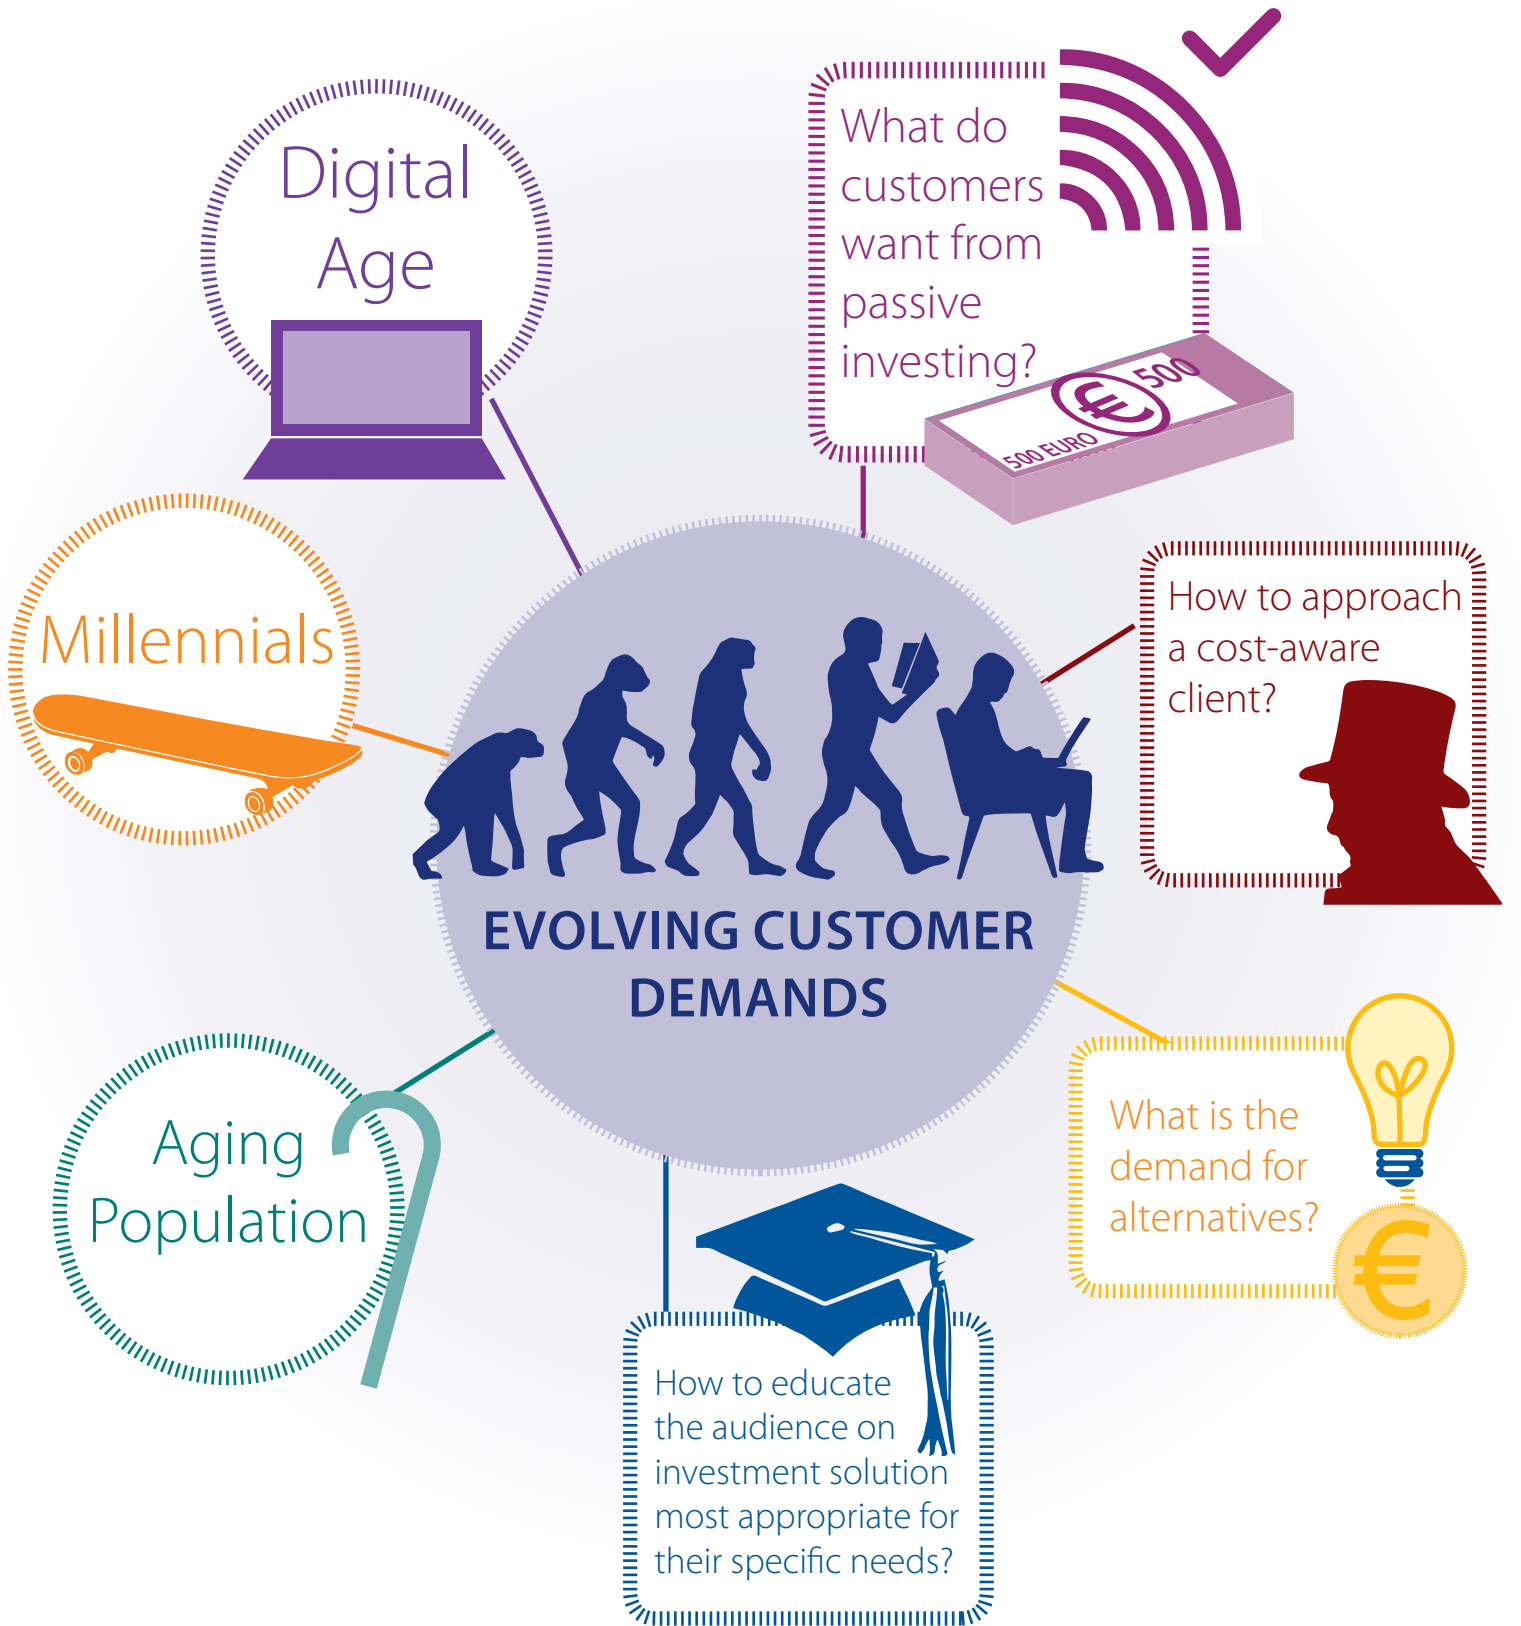 Digital
Age
What do
customers
want from
passive
investing?
500
€
500 EURO
Millennials
How to approach
a cost-aware
client?
EVOLVING CUSTOMER
DEMANDS
Aging
Population
What is the
demand for
alternatives?
€
How to educate
the audience on
investment solution
most appropriate for
their specific needs?